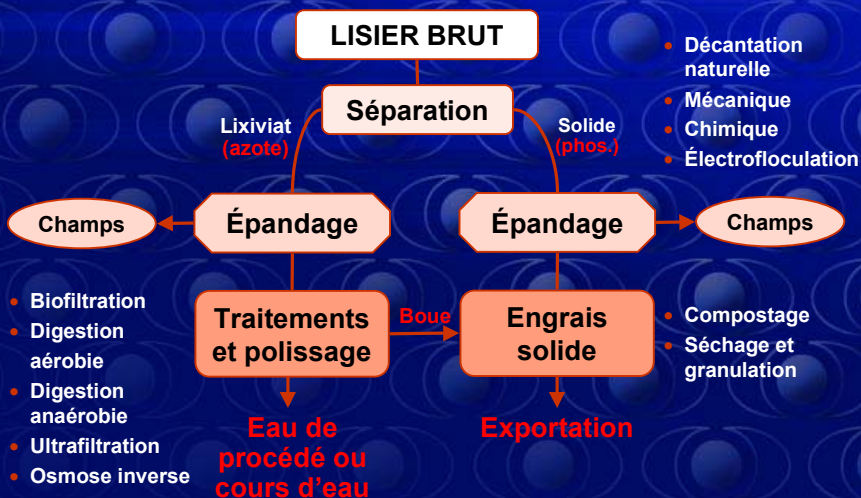 LISIER BRUT
Séparation
• Décantation
naturelle
• Mécanique
• Chimique
• Électrofloculation
Lixiviat
(azote)
Solide
(phos.)
Champs
Épandage
Épandage
Champs
• Biofiltration
• Digestion
aérobie
• Digestion
anaérobie
• Ultrafiltration
• Osmose inverse
Traitements
et polissage
Boue
Engrais
solide
• Compostage
• Séchage et
granulation
Eau de
procédé ou
cours d'eau
Exportation